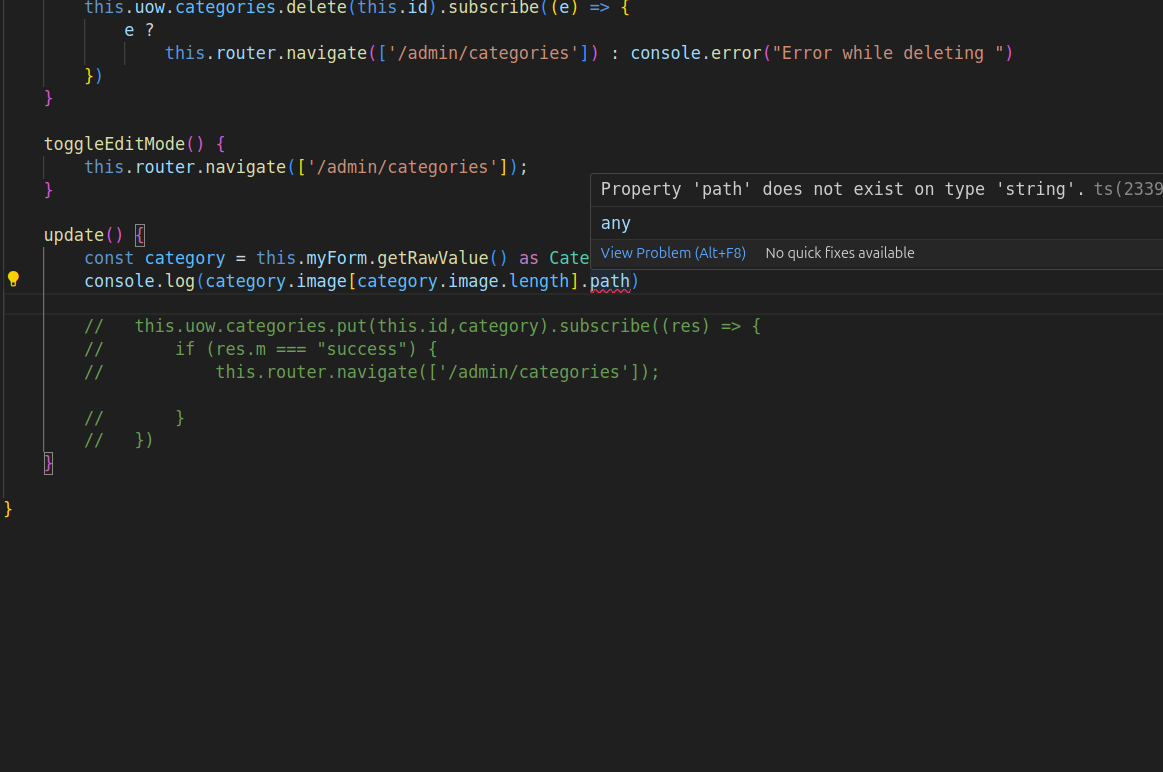 this.uow.categories.delete(this.id).subscribe((e) => {
e ?
this.router.navigate(['/admin/categories']) : console.error("Error while deleting ")
})
}
toggleEditMode() {
this.router.navigate(['/admin/categories']);
}
Property 'path' does not exist on type 'string'. ts(2339
any
View Problem (Alt+F8) No quick fixes available
update() {
const category = this.myForm.getRawValue() as Cate
console.log(category.image[category.image.length].path)
// this.uow.categories.put(this.id,category).subscribe((res) => {
// if (res.m === "success") {
// this.router.navigate(['/admin/categories']);
// }
// })
}
}